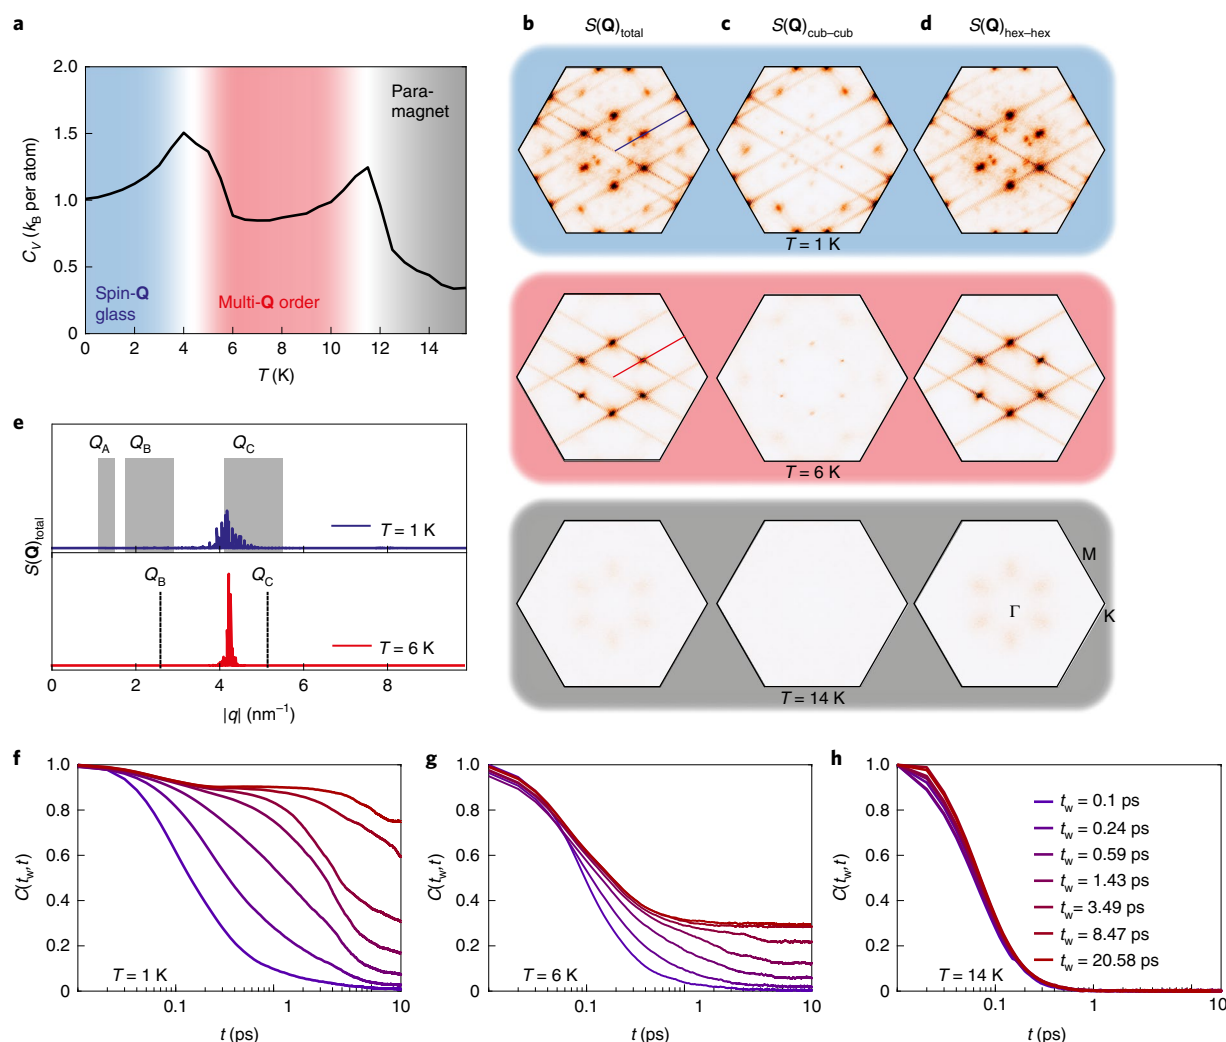 a
2.0
1.5
1.0
0.5
0
C_V (k_B per atom)
Para-
magnet
Spin-Q
glass
Multi-Q order
0 2 4 6 8 10 12 14
T (K)
b S(Q)total
c S(Q)cub–cub
d S(Q)hex–hex
T = 1 K
T = 6 K
M
Γ
K
T = 14 K
e
Q_A Q_B Q_C
T = 1 K
S(Q)total
Q_B Q_C
T = 6 K
0 2 4 6 8
|q| (nm⁻¹)
f
1.0
0.8
0.6
0.4
0.2
0
C(t_w,t)
T = 1 K
0.1 1 10
t (ps)
g
1.0
0.8
0.6
0.4
0.2
0
C(t_w,t)
T = 6 K
0.1 1 10
t (ps)
h
1.0
0.8
0.6
0.4
0.2
0
C(t_w,t)
t_w = 0.1 ps
t_w = 0.24 ps
t_w = 0.59 ps
t_w = 1.43 ps
t_w = 3.49 ps
t_w = 8.47 ps
t_w = 20.58 ps
T = 14 K
0.1 1 10
t (ps)